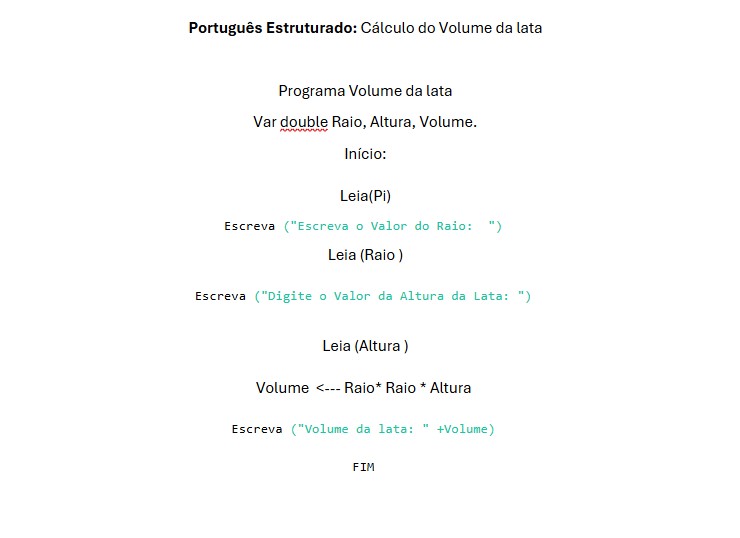 Português Estruturado: Cálculo do Volume da lata
Programa Volume da lata
Var double Raio, Altura, Volume.
Início:
Leia(Pi)
Escreva ("Escreva o Valor do Raio:  ")
Leia (Raio )
Escreva ("Digite o Valor da Altura da Lata: ")
Leia (Altura )
Volume  <--- Raio* Raio * Altura
Escreva ("Volume da lata: " +Volume)
FIM